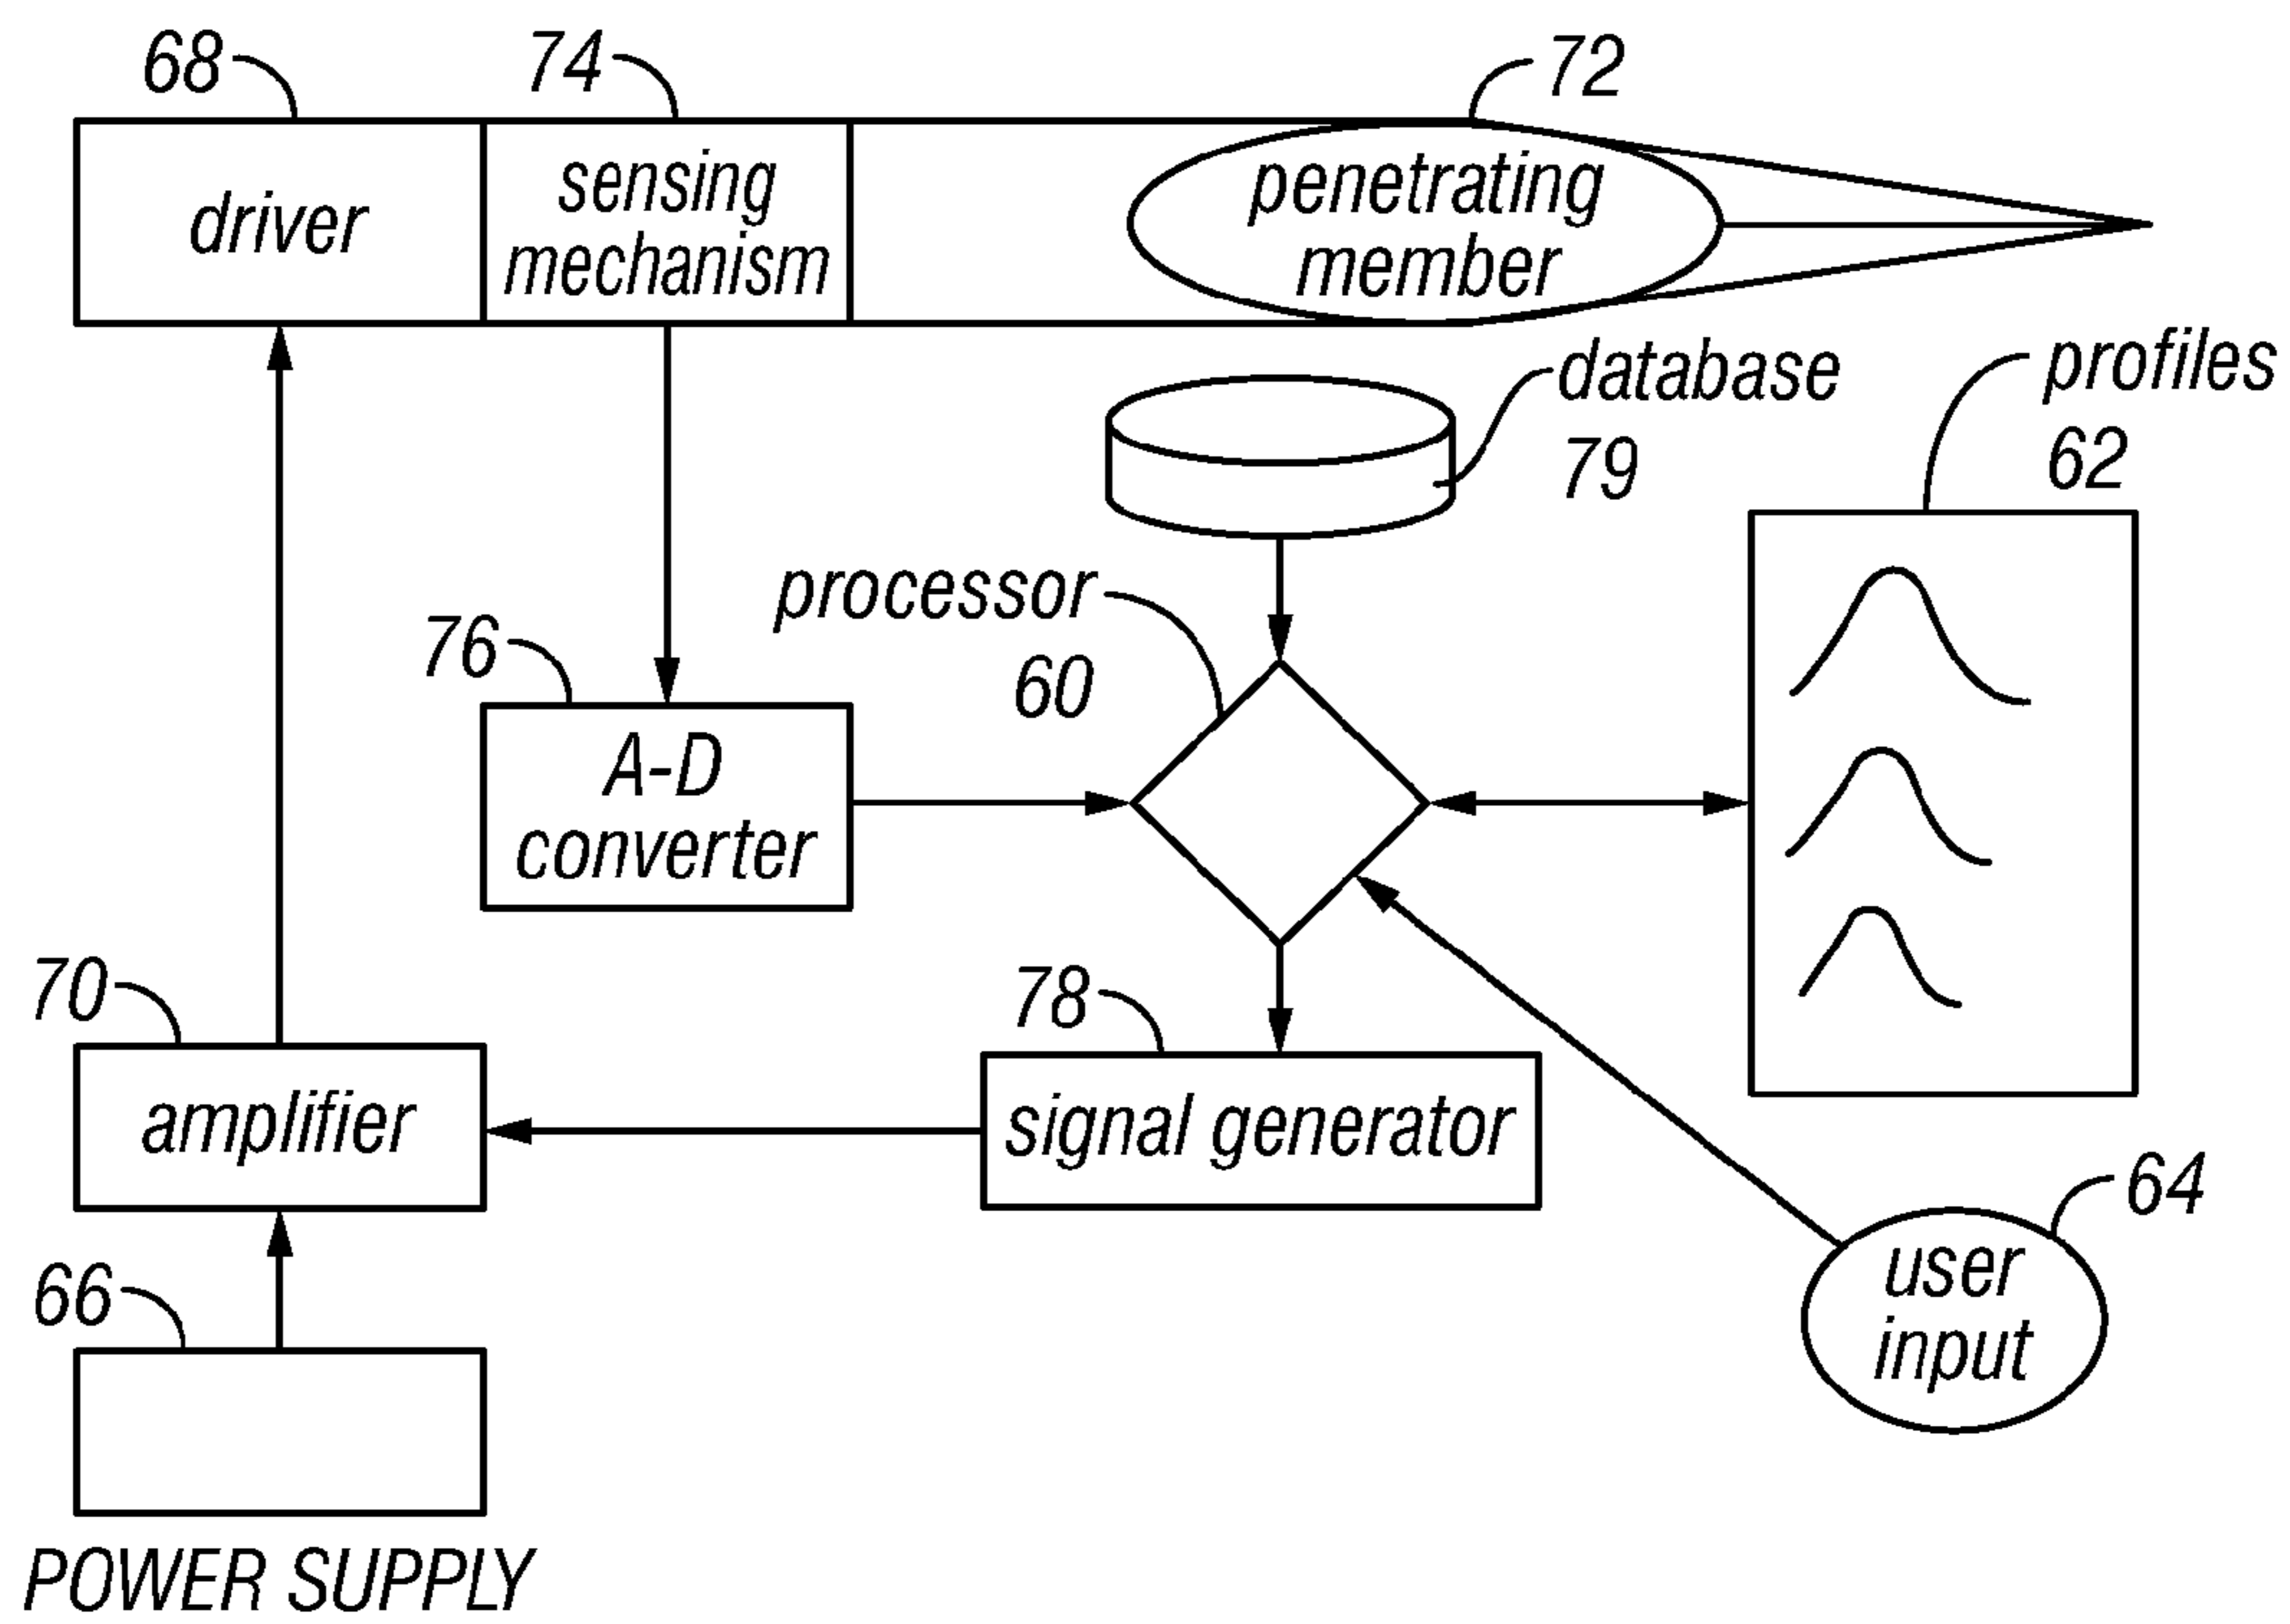 68
74
72
driver
sensing
mechanism
penetrating
member
database
79
profiles
62
processor
60
76
A-D
converter
70
78
amplifier
signal generator
64
user
input
66
POWER SUPPLY